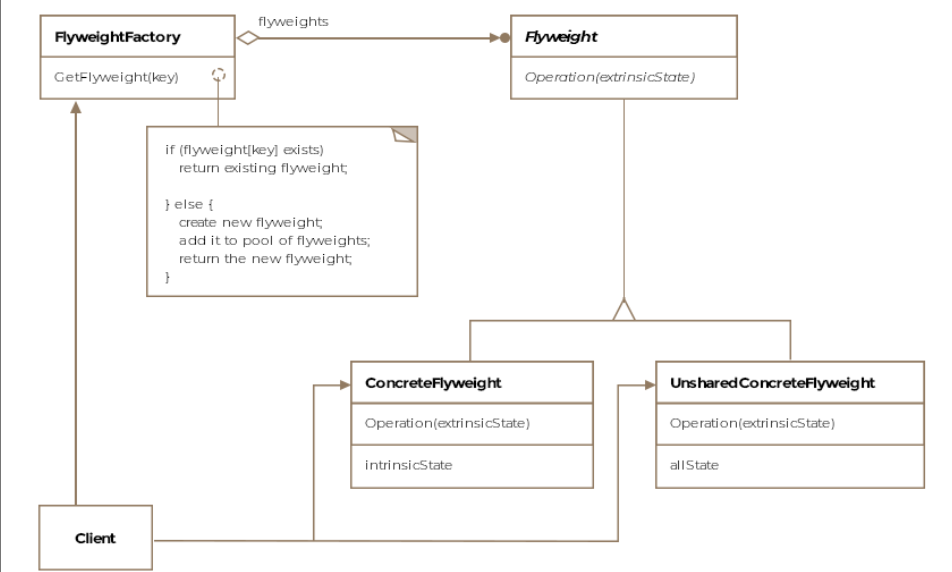 flyweights
FlyweightFactory
GetFlyweight(key)
Flyweight
Operation(extrinsicState)
if (flyweight[key] exists)
return existing flyweight;
} else {
create new flyweight;
add it to pool of flyweights;
return the new flyweight;
}
ConcreteFlyweight
Operation(extrinsicState)
intrinsicState
UnsharedConcreteFlyweight
Operation(extrinsicState)
allState
Client